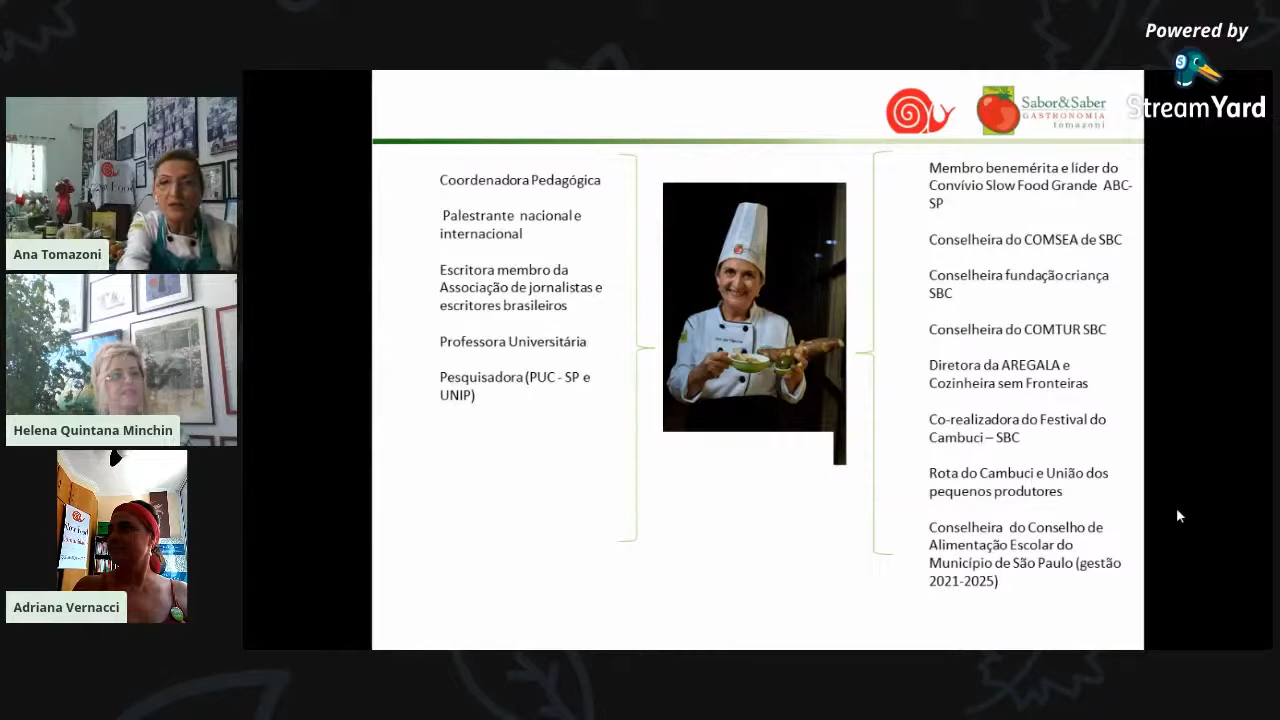 Powered by
StreamYard
Sabor&Saber
GASTRONOMIA
tomazoni
Ana Tomazoni
Helena Quintana Minchin
Adriana Vernacci
Coordenadora Pedagógica
Palestrante nacional e
internacional
Escritora membro da
Associação de jornalistas e
escritores brasileiros
Professora Universitária
Pesquisadora (PUC - SP e
UNIP)
Membro benemérita e líder do
Convívio Slow Food Grande ABC-
SP
Conselheira do COMSEA de SBC
Conselheira fundação criança
SBC
Conselheira do COMTUR SBC
Diretora da AREGALA e
Cozinheira sem Fronteiras
Co-realizadora do Festival do
Cambuci – SBC
Rota do Cambuci e União dos
pequenos produtores
Conselheira do Conselho de
Alimentação Escolar do
Município de São Paulo (gestão
2021-2025)